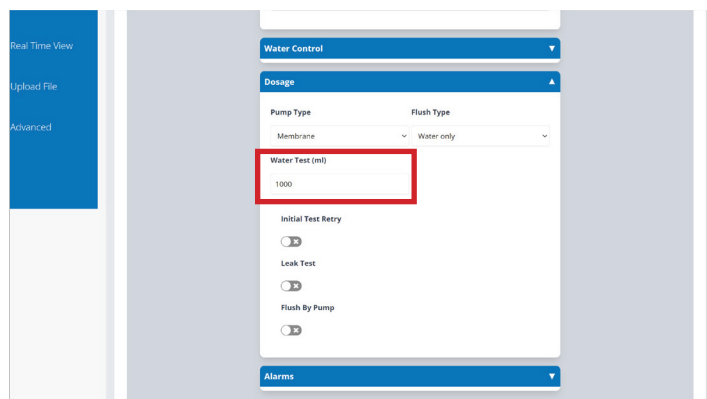 Real Time View
Upload File
Advanced
Water Control
Dosage
Pump Type
Flush Type
Membrane
Water only
Water Test (ml)
1000
Initial Test Retry
Leak Test
Flush By Pump
Alarms